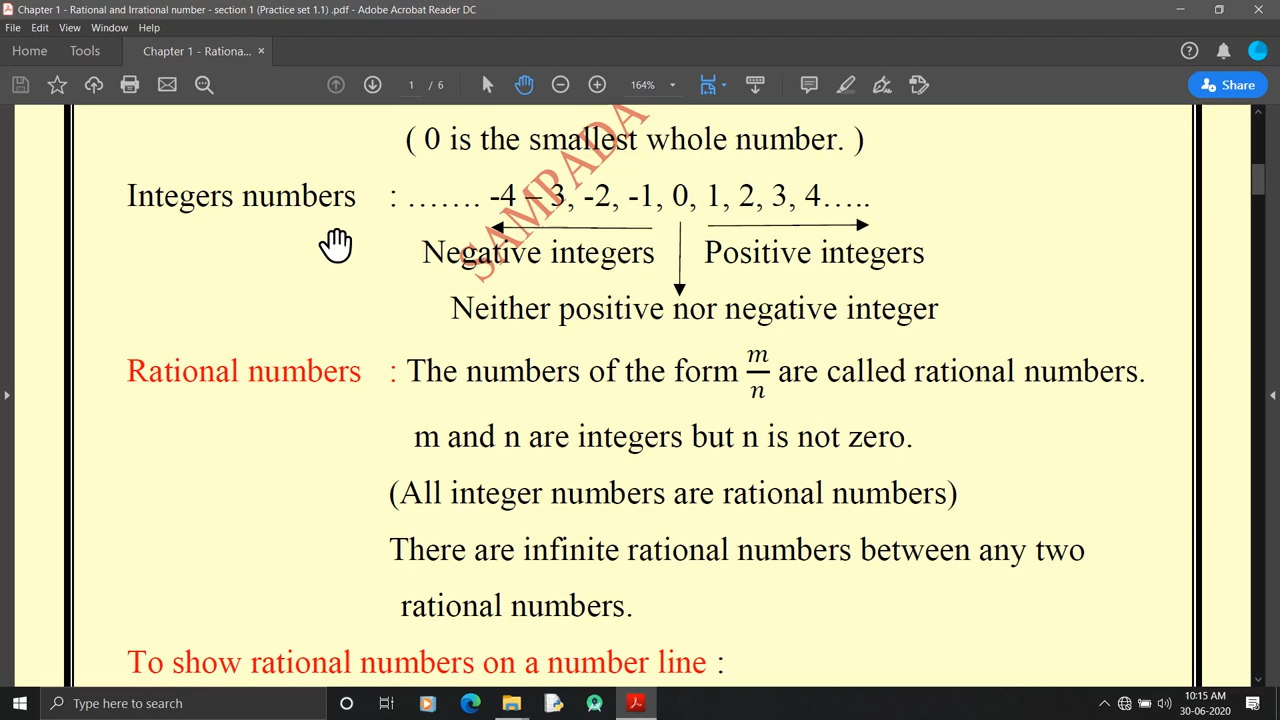 Chapter 1 - Rational and Irrational number - section 1 (Practice set 1.1) .pdf - Adobe Acrobat Reader DC
File Edit View Window Help
Home Tools Chapter 1 - Rationa... ×
1 / 6 164% Share
( 0 is the smallest whole number. )
Integers numbers : ……. -4 – 3, -2, -1, 0, 1, 2, 3, 4…..
SAMPADA
Negative integers Positive integers
Neither positive nor negative integer
Rational numbers : The numbers of the form m/n are called rational numbers.
m and n are integers but n is not zero.
(All integer numbers are rational numbers)
There are infinite rational numbers between any two
rational numbers.
To show rational numbers on a number line :
Type here to search
10:15 AM
30-06-2020